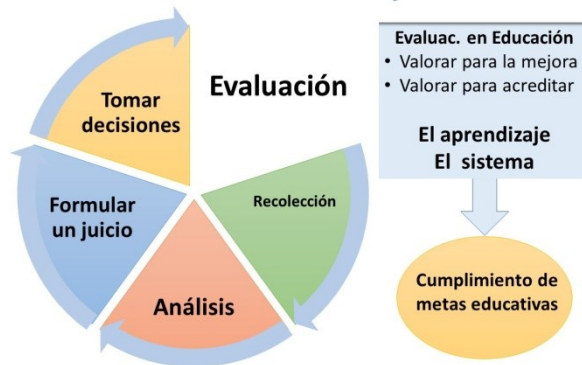 Evaluación
Tomar
decisiones
Formular
un juicio
Análisis
Recolección
Evaluac. en Educación
• Valorar para la mejora
• Valorar para acreditar
El aprendizaje
El sistema
Cumplimiento de
metas educativas